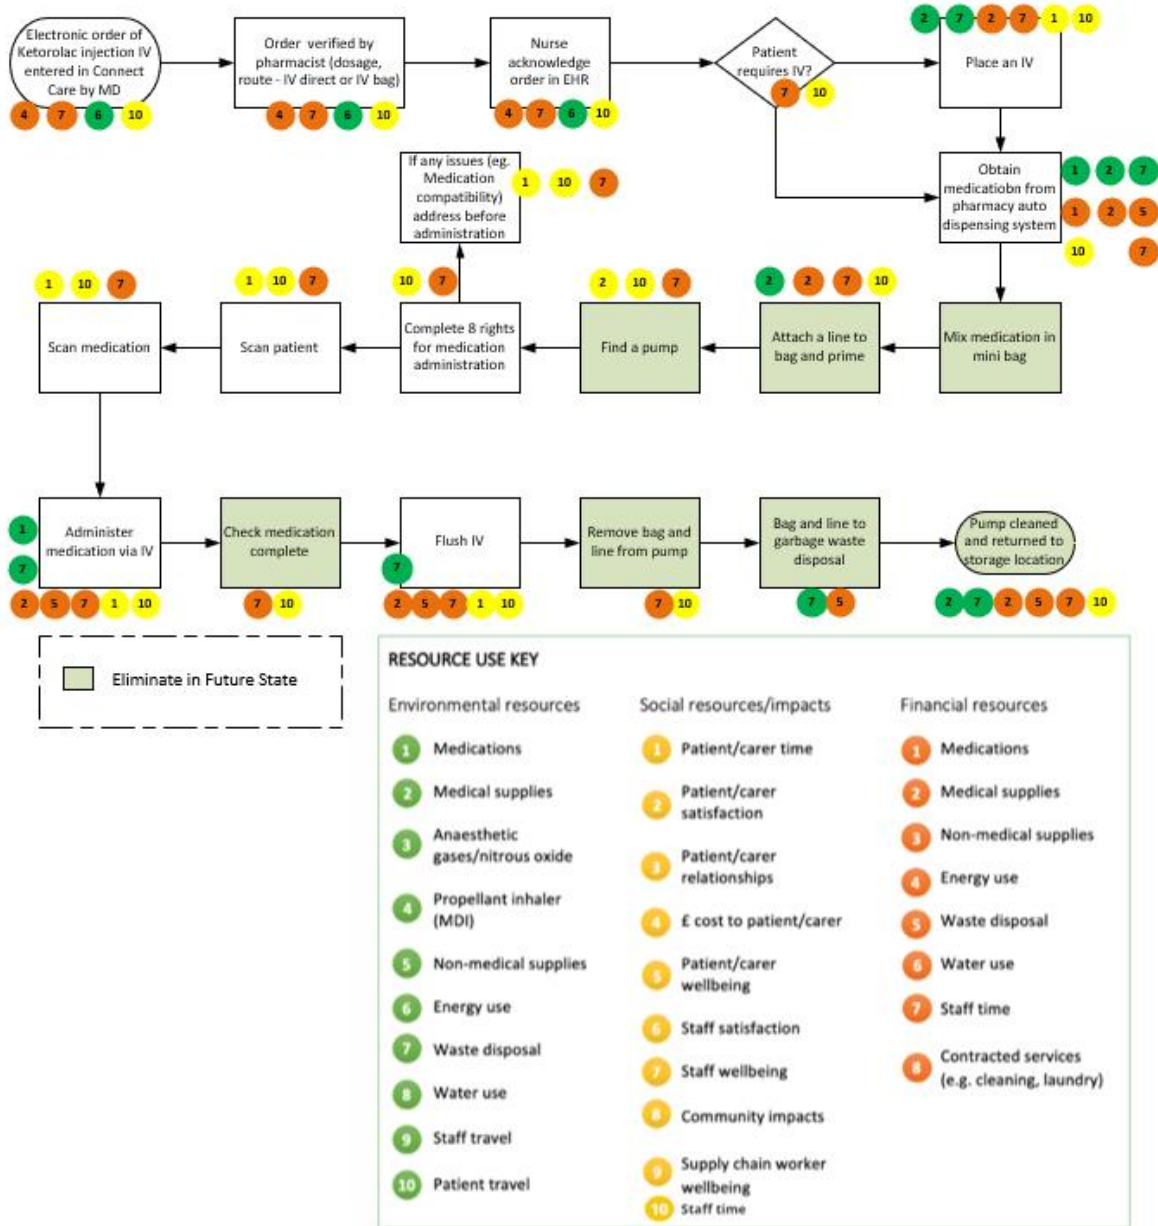 Electronic order of
Ketorolac injection IV
entered in Connect
Care by MD
4 7 6 10
Order verified by
pharmacist (dosage,
route - IV direct or IV bag)
4 7 6 10
Nurse
acknowledge
order in EHR
4 7 6 10
Patient
requires IV?
7 10
2 7 2 7 1 10
Place an IV
If any issues (eg.
Medication
compatibility)
address before
administration
1 10 7
Obtain
medicatiobn from
pharmacy auto
dispensing system
1 2 7
1 2 5
10 7
1 10 7
Scan medication
1 10 7
Scan patient
10 7
Complete 8 rights
for medication
administration
2 10 7
Find a pump
2 2 7 10
Attach a line to
bag and prime
Mix medication in
mini bag
1
7
Administer
medication via IV
2 5 7 1 10
Check medication
complete
7 10
Flush IV
7
2 5 7 1 10
Remove bag and
line from pump
7 10
Bag and line to
garbage waste
disposal
7 5
Pump cleaned
and returned to
storage location
2 7 2 5 7 10
Eliminate in Future State
RESOURCE USE KEY
Environmental resources
1 Medications
2 Medical supplies
3 Anaesthetic
gases/nitrous oxide
4 Propellant inhaler
(MDI)
5 Non-medical supplies
6 Energy use
7 Waste disposal
8 Water use
9 Staff travel
10 Patient travel
Social resources/impacts
1 Patient/carer time
2 Patient/carer
satisfaction
3 Patient/carer
relationships
4 £ cost to patient/carer
5 Patient/carer
wellbeing
6 Staff satisfaction
7 Staff wellbeing
8 Community impacts
9 Supply chain worker
wellbeing
10 Staff time
Financial resources
1 Medications
2 Medical supplies
3 Non-medical supplies
4 Energy use
5 Waste disposal
6 Water use
7 Staff time
8 Contracted services
(e.g. cleaning, laundry)